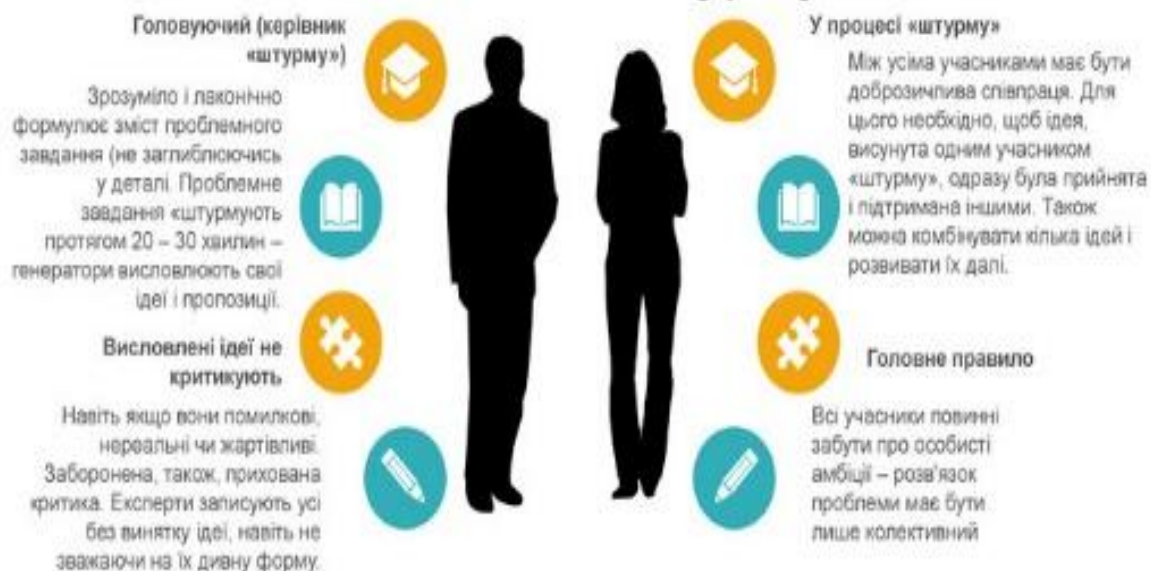 Головуючий (керівник
«штурму»)
Зрозуміло і лаконічно
формулює зміст проблемного
завдання (не заглиблюючись
у деталі. Проблемне
завдання «штурмують
протягом 20 – 30 хвилин –
генератори висловлюють свої
ідеї і пропозиції.
Висловлені ідеї не
критикують
Навіть якщо вони помилкові,
нереальні чи жартівливі.
Заборонена, також, прихована
критика. Експерти записують усі
без винятку ідеї, навіть не
зважаючи на їх дивну форму.
У процесі «штурму»
Між усіма учасниками має бути
доброзичлива співпраця. Для
цього необхідно, щоб ідея,
висунута одним учасником
«штурму», одразу була прийнята
і підтримана іншими. Також
можна комбінувати кілька ідей і
розвивати їх далі.
Головне правило
Всі учасники повинні
забути про особисті
амбіції – розв'язок
проблеми має бути
лише колективний